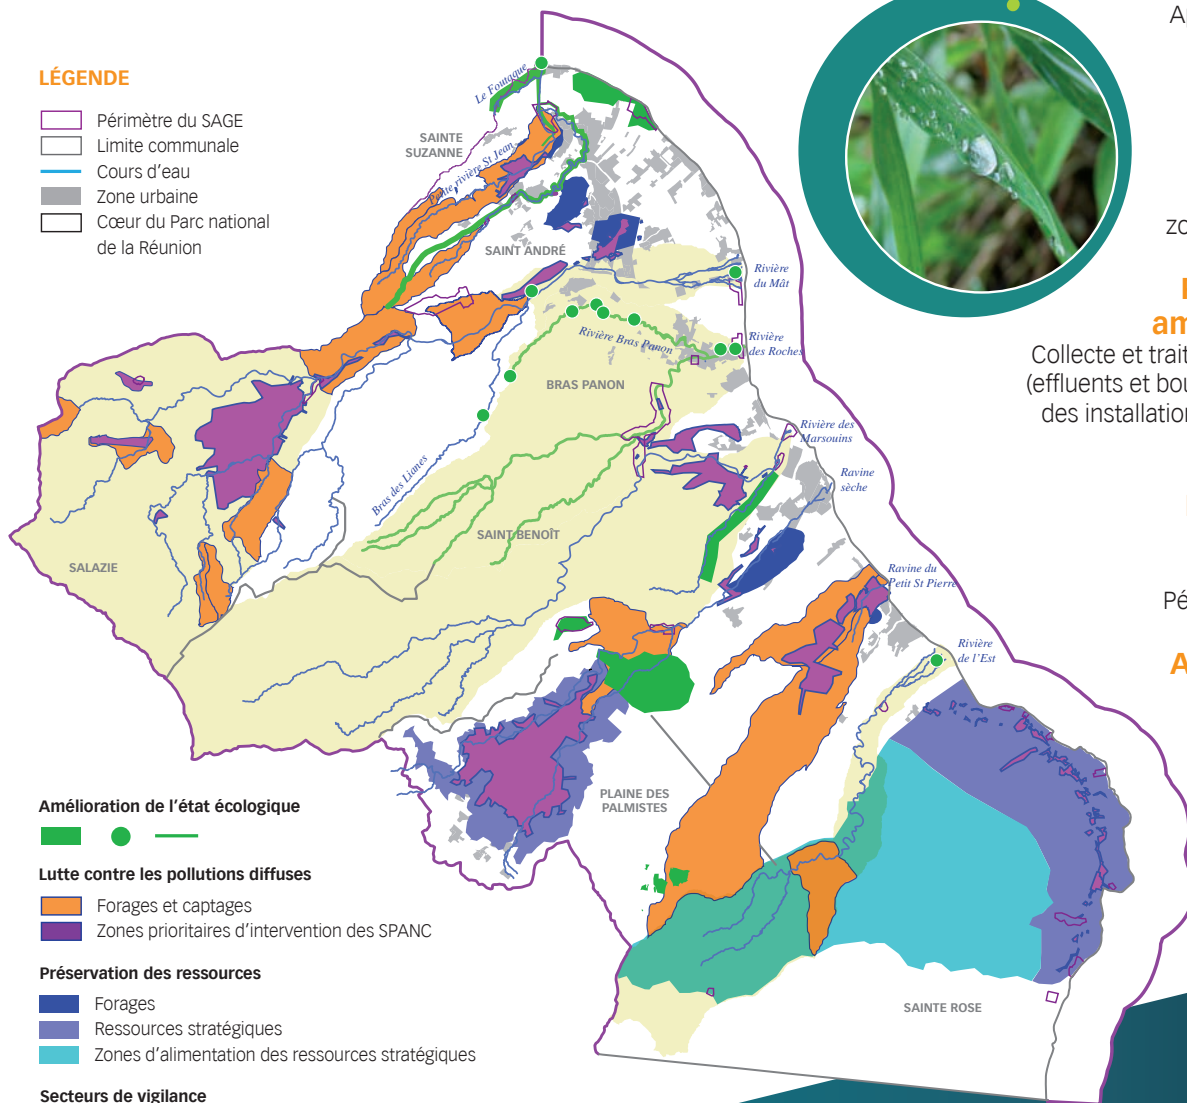 LÉGENDE
Périmètre du SAGE
Limite communale
Cours d'eau
Zone urbaine
Cœur du Parc national
de la Réunion
Le Foutaque
SAINTE
SUZANNE
Petite rivière St Jean
SAINT ANDRÉ
Rivière
du Mât
Rivière Bras Panon
Rivière
des Roches
BRAS PANON
Rivière des
Marsouins
Ravine
sèche
Bras des Lianes
SAINT BENOÎT
SALAZIE
Ravine du
Petit St Pierre
Rivière
de l'Est
PLAINE DES
PALMISTES
SAINTE ROSE
Amélioration de l'état écologique
Lutte contre les pollutions diffuses
Forages et captages
Zones prioritaires d'intervention des SPANC
Préservation des ressources
Forages
Ressources stratégiques
Zones d'alimentation des ressources stratégiques
Secteurs de vigilance
zo
am
Collecte et trait
(effluents et bou
des installation
Pé
A